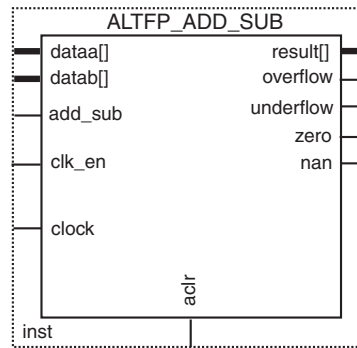 ALTFP_ADD_SUB
dataa[]
result[]
datab[]
overflow
add_sub
underflow
zero
clk_en
nan
clock
aclr
inst